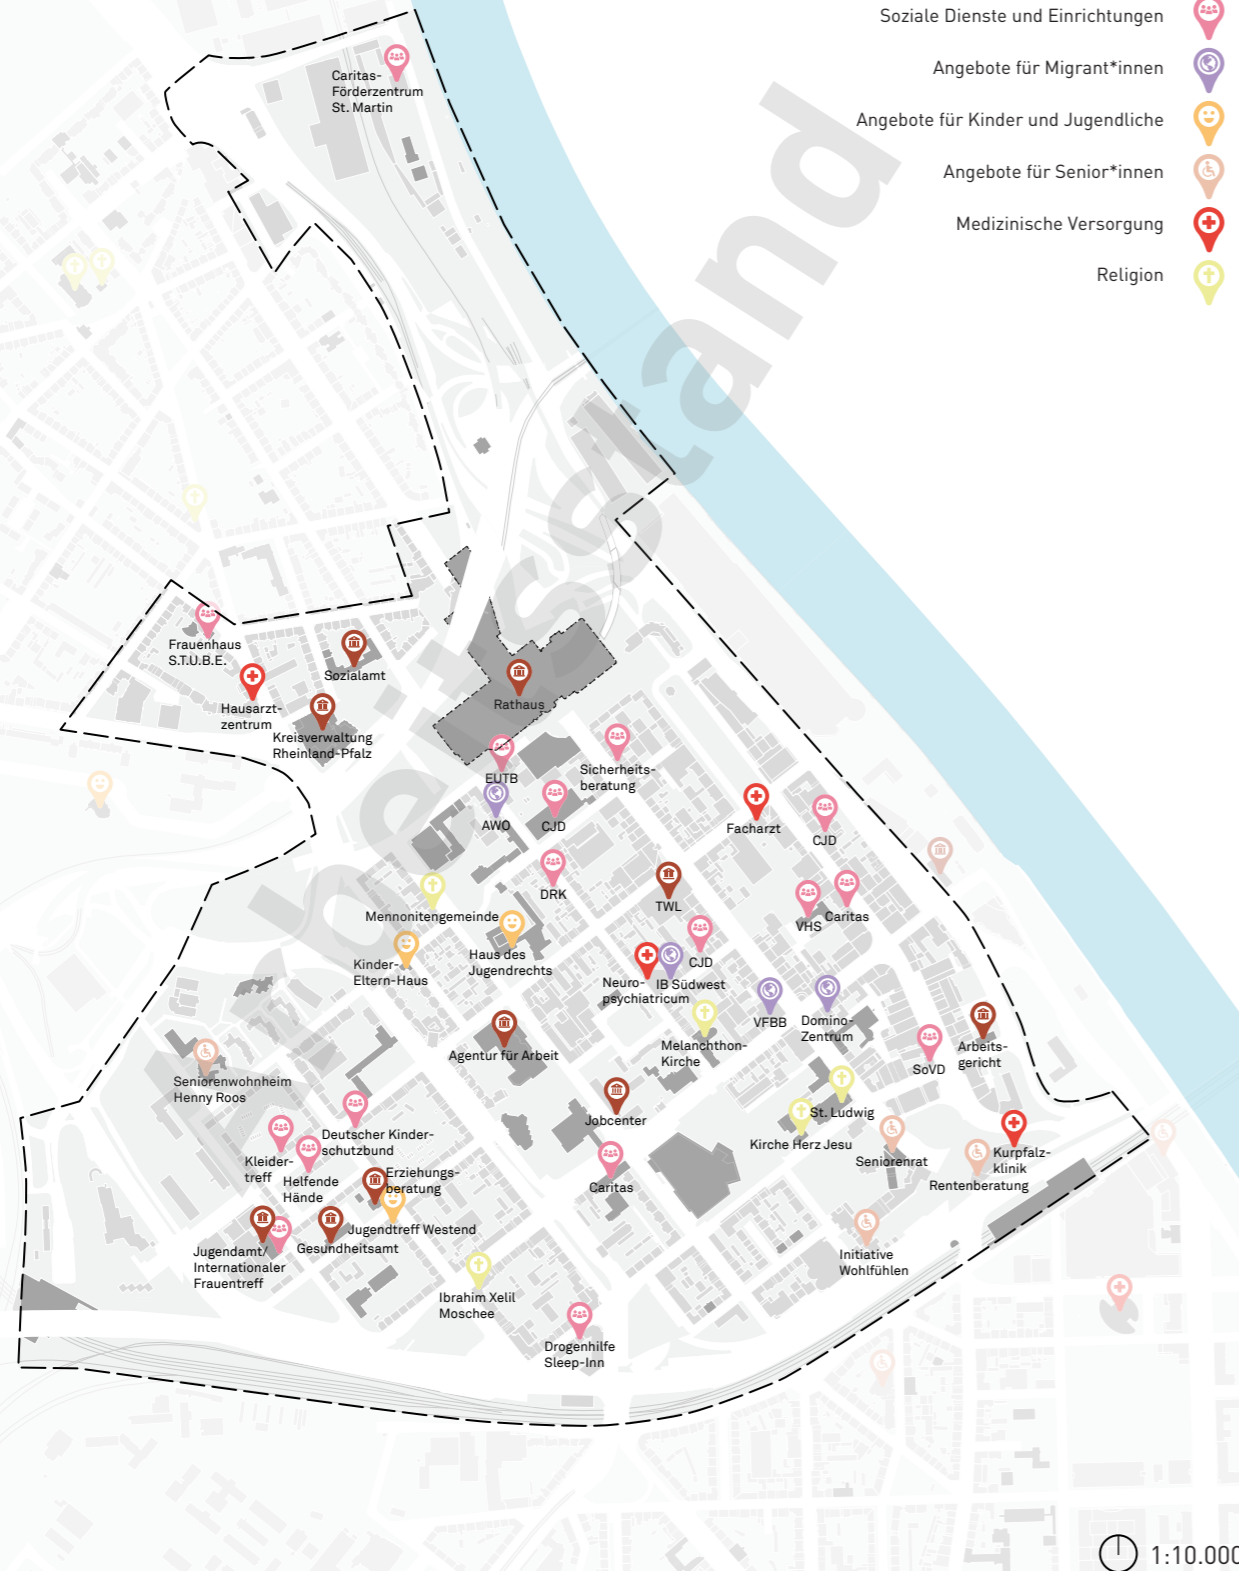 Soziale Dienste und Einrichtungen
Angebote für Migrant*innen
Angebote für Kinder und Jugendliche
Angebote für Senior*innen
Medizinische Versorgung
Religion
Caritas-
Förderzentrum
St. Martin
Frauenhaus
S.T.U.B.E.
Sozialamt
Hausarzt-
zentrum
Kreisverwaltung
Rheinland-Pfalz
Rathaus
EUTB
Sicherheits-
beratung
AWO
CJD
Facharzt
CJD
DRK
TWL
VHS
Caritas
Mennonitengemeinde
Kinder-
Eltern-Haus
Haus des
Jugendrechts
CJD
Neuro-
psychiatricum
IB Südwest
VFBB
Domino-
Zentrum
Melanchthon-
Kirche
Agentur für Arbeit
SoVD
Arbeits-
gericht
Seniorenwohnheim
Henny Roos
Jobcenter
St. Ludwig
Kirche Herz Jesu
Seniorenrat
Kurpfalz-
klinik
Rentenberatung
Deutscher Kinder-
schutzbund
Kleider-
treff
Helfende
Hände
Erziehungs-
beratung
Caritas
Jugendtreff Westend
Gesundheitsamt
Jugendamt/
Internationaler
Frauentreff
Initiative
Wohlfühlen
Ibrahim Xelil
Moschee
Drogenhilfe
Sleep-Inn
bestand
1:10.000